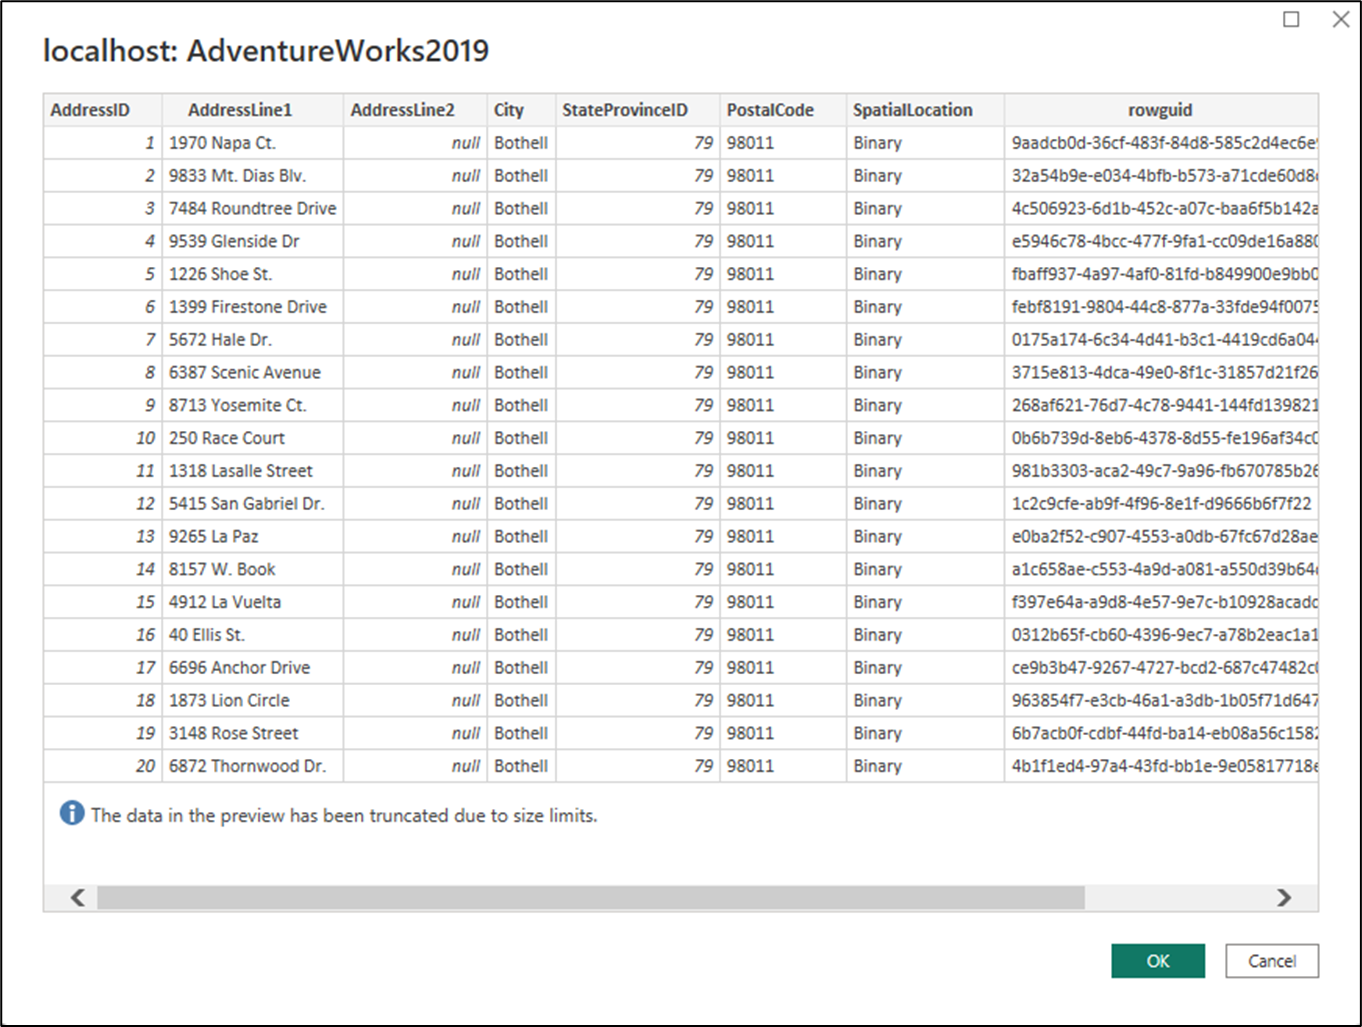 localhost: AdventureWorks2019
AddressID AddressLine1 AddressLine2 City StateProvinceID PostalCode SpatialLocation rowguid
1 1970 Napa Ct. null Bothell 79 98011 Binary 9aadcb0d-36cf-483f-84d8-585c2d4ec6e
2 9833 Mt. Dias Blv. null Bothell 79 98011 Binary 32a54b9e-e034-4bfb-b573-a71cde60d8
3 7484 Roundtree Drive null Bothell 79 98011 Binary 4c506923-6d1b-452c-a07c-baa6f5b142a
4 9539 Glenside Dr null Bothell 79 98011 Binary e5946c78-4bcc-477f-9fa1-cc09de16a880
5 1226 Shoe St. null Bothell 79 98011 Binary fbaff937-4a97-4af0-81fd-b849900e9bb0
6 1399 Firestone Drive null Bothell 79 98011 Binary febf8191-9804-44c8-877a-33fde94f0075
7 5672 Hale Dr. null Bothell 79 98011 Binary 0175a174-6c34-4d41-b3c1-4419cd6a04
8 6387 Scenic Avenue null Bothell 79 98011 Binary 3715e813-4dca-49e0-8f1c-31857d21f26
9 8713 Yosemite Ct. null Bothell 79 98011 Binary 268af621-76d7-4c78-9441-144fd139821
10 250 Race Court null Bothell 79 98011 Binary 0b6b739d-8eb6-4378-8d55-fe196af34c0
11 1318 Lasalle Street null Bothell 79 98011 Binary 981b3303-aca2-49c7-9a96-fb670785b26
12 5415 San Gabriel Dr. null Bothell 79 98011 Binary 1c2c9cfe-ab9f-4f96-8e1f-d9666b6f7f22
13 9265 La Paz null Bothell 79 98011 Binary e0ba2f52-c907-4553-a0db-67fc67d28ae
14 8157 W. Book null Bothell 79 98011 Binary a1c658ae-c553-4a9d-a081-a550d39b64
15 4912 La Vuelta null Bothell 79 98011 Binary f397e64a-a9d8-4e57-9e7c-b10928acad
16 40 Ellis St. null Bothell 79 98011 Binary 0312b65f-cb60-4396-9ec7-a78b2eac1a1
17 6696 Anchor Drive null Bothell 79 98011 Binary ce9b3b47-9267-4727-bcd2-687c47482c
18 1873 Lion Circle null Bothell 79 98011 Binary 963854f7-e3cb-46a1-a3db-1b05f71d647
19 3148 Rose Street null Bothell 79 98011 Binary 6b7acb0f-cdbf-44fd-ba14-eb08a56c1582
20 6872 Thornwood Dr. null Bothell 79 98011 Binary 4b1f1ed4-97a4-43fd-bb1e-9e05817718
The data in the preview has been truncated due to size limits.
OK Cancel